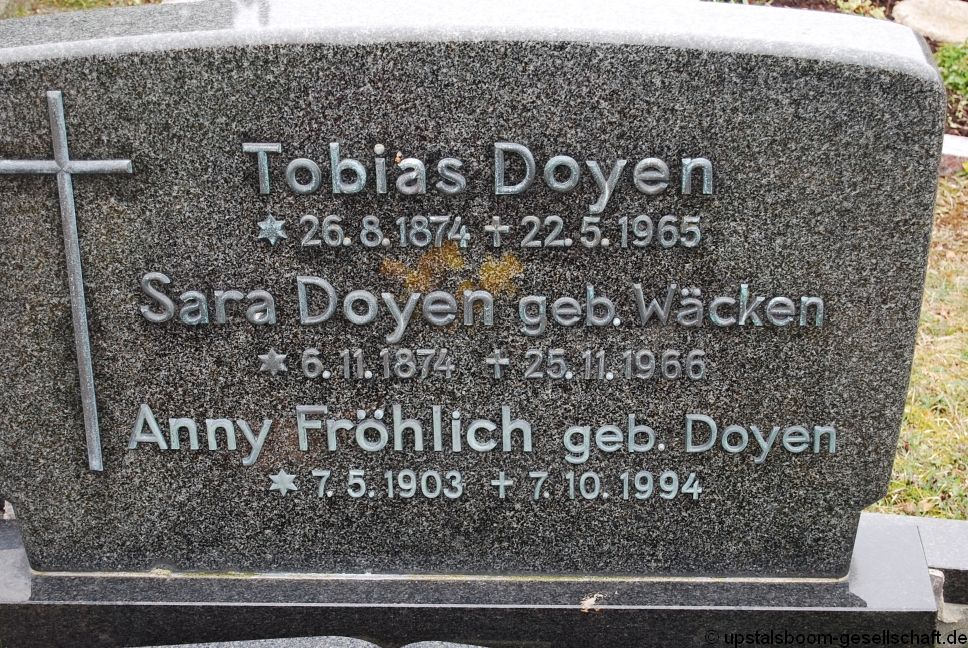 Tobias Doyen
* 26.8.1874 † 22.5.1965
Sara Doyen geb. Wäcken
* 6.11.1874 † 25.11.1966
Anny Fröhlich geb. Doyen
* 7.5.1903 † 7.10.1994
© upstalsboom-gesellschaft.de